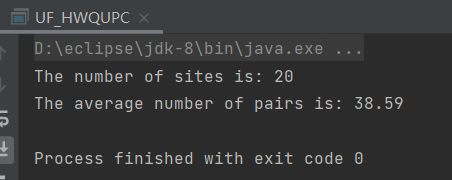 UF_HWQUPC
D:\eclipse\jdk-8\bin\java.exe ...
The number of sites is: 20
The average number of pairs is: 38.59
Process finished with exit code 0